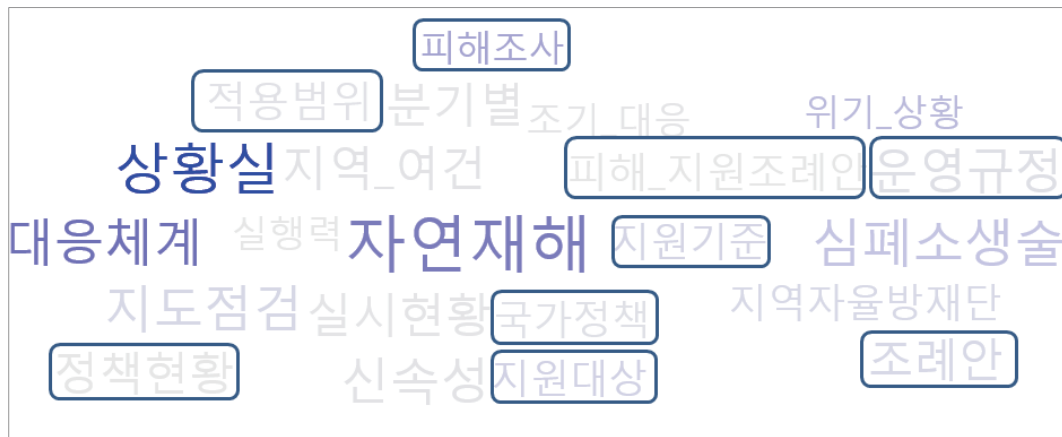 피해조사
적용범위 분기별 조기_대응 위기_상황
상황실 지역_여건 피해_지원조례안 운영규정
대응체계 실행력 자연재해 지원기준 심폐소생술
지도점검 실시현황 국가정책 지역자율방재단
정책현황 신속성 지원대상 조례안